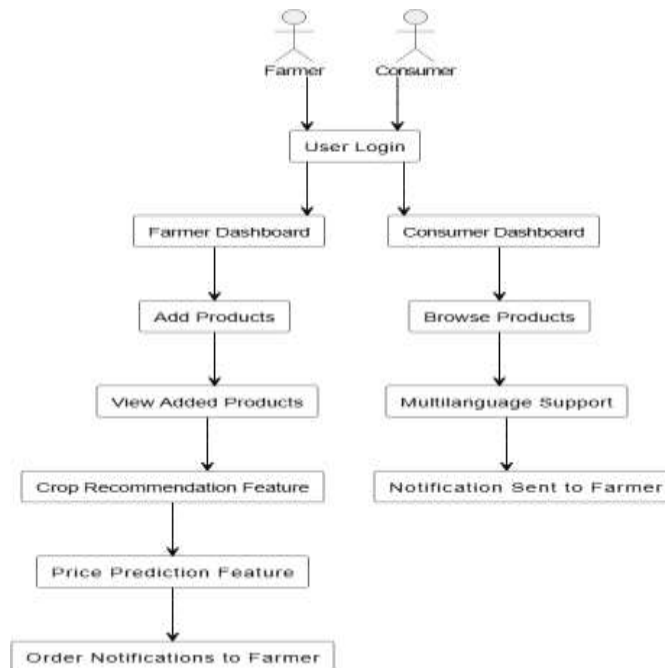 Farmer
Consumer
User Login
Farmer Dashboard
Consumer Dashboard
Add Products
Browse Products
View Added Products
Multilanguage Support
Crop Recommendation Feature
Notification Sent to Farmer
Price Prediction Feature
Order Notifications to Farmer